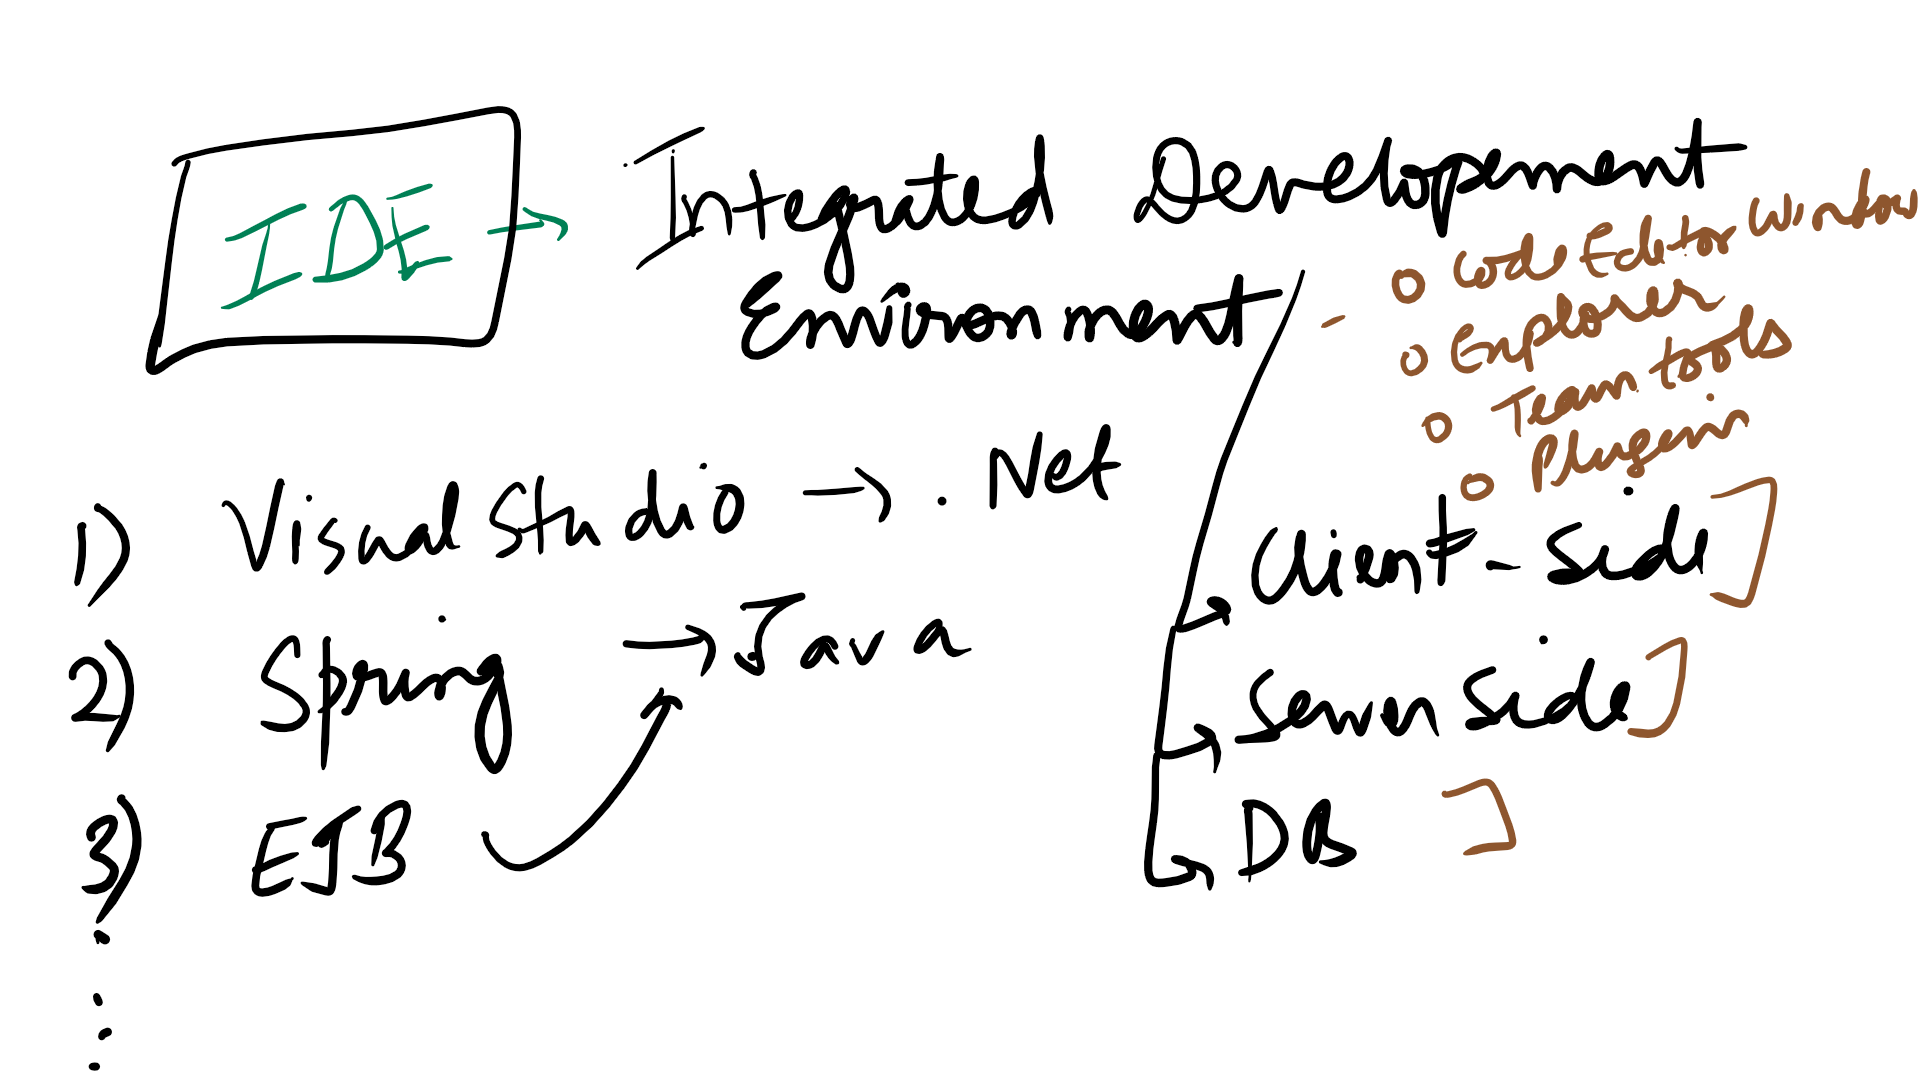 IDE → Integrated Developement
Environment
o Code Editor Window
o Explorer
o Team tools
o Plugin
1) Visual Studio → .Net
2) Spring → Java
3) EJB
Client-Side
Server Side
DB